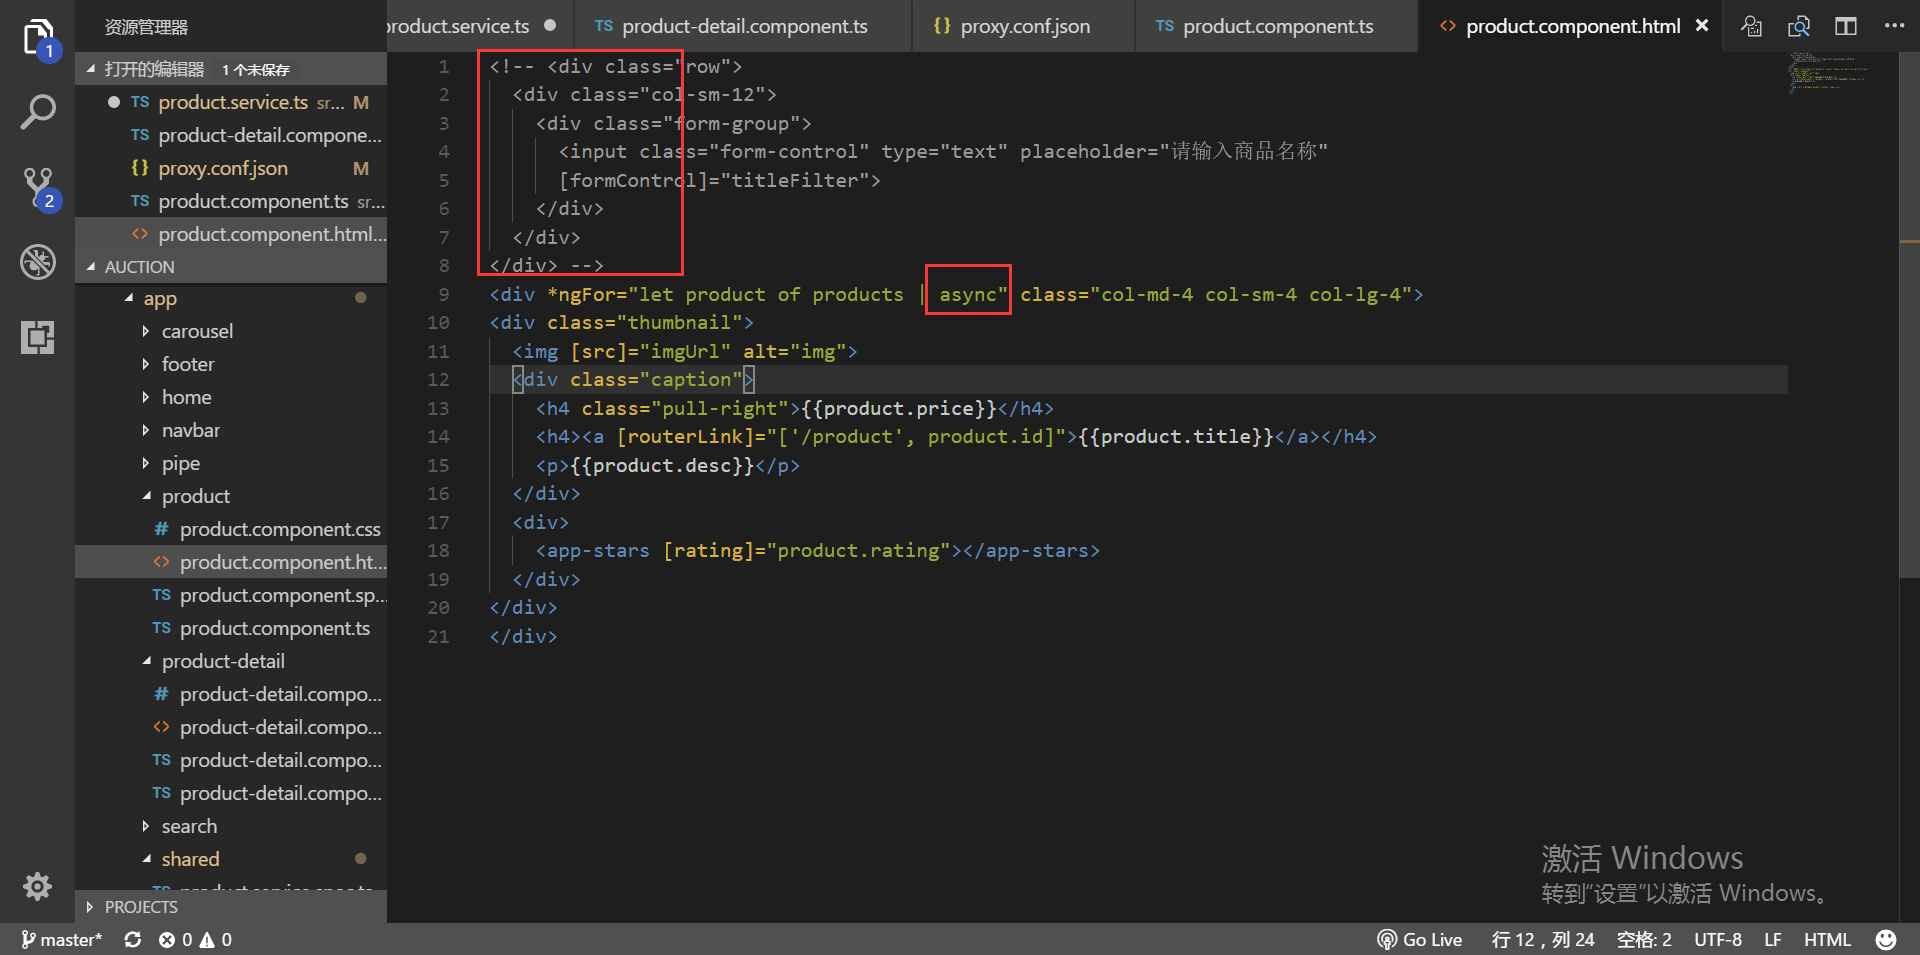 资源管理器
product.service.ts
TS product-detail.component.ts
{} proxy.conf.json
TS product.component.ts
<> product.component.html
1
打开的编辑器 1 个未保存
TS product.service.ts sr... M
TS product-detail.compone...
{} proxy.conf.json M
TS product.component.ts sr...
<> product.component.html...
2
AUCTION
app
carousel
footer
home
navbar
pipe
product
# product.component.css
<> product.component.ht...
TS product.component.sp...
TS product.component.ts
product-detail
# product-detail.compo...
<> product-detail.compo...
TS product-detail.compo...
TS product-detail.compo...
search
shared
PROJECTS
1 <!-- <div class="row">
2 <div class="col-sm-12">
3 <div class="form-group">
4 <input class="form-control" type="text" placeholder="请输入商品名称"
5 [formControl]="titleFilter">
6 </div>
7 </div>
8 </div> -->
9 <div *ngFor="let product of products | async" class="col-md-4 col-sm-4 col-lg-4">
10 <div class="thumbnail">
11 <img [src]="imgUrl" alt="img">
12 <div class="caption">
13 <h4 class="pull-right">{{product.price}}</h4>
14 <h4><a [routerLink]="['/product', product.id]">{{product.title}}</a></h4>
15 <p>{{product.desc}}</p>
16 </div>
17 <div>
18 <app-stars [rating]="product.rating"></app-stars>
19 </div>
20 </div>
21 </div>
激活 Windows
转到“设置”以激活 Windows。
master* 0 0 Go Live 行 12，列 24 空格: 2 UTF-8 LF HTML